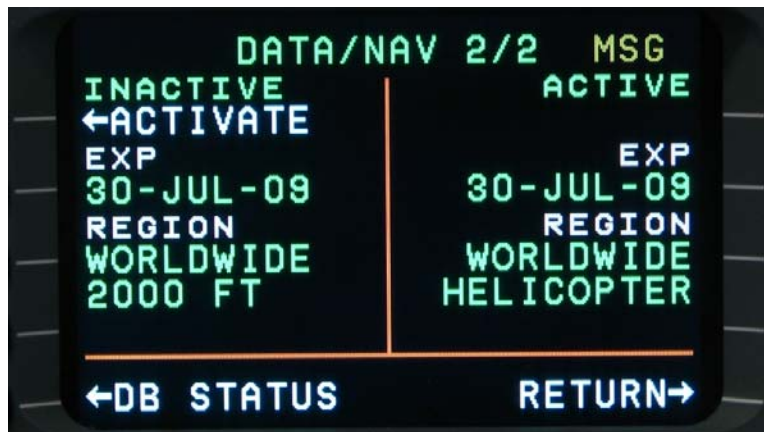 DATA/NAV 2/2 MSG
INACTIVE ACTIVE
←ACTIVATE
EXP EXP
30-JUL-09 30-JUL-09
REGION REGION
WORLDWIDE WORLDWIDE
2000 FT HELICOPTER
←DB STATUS RETURN→